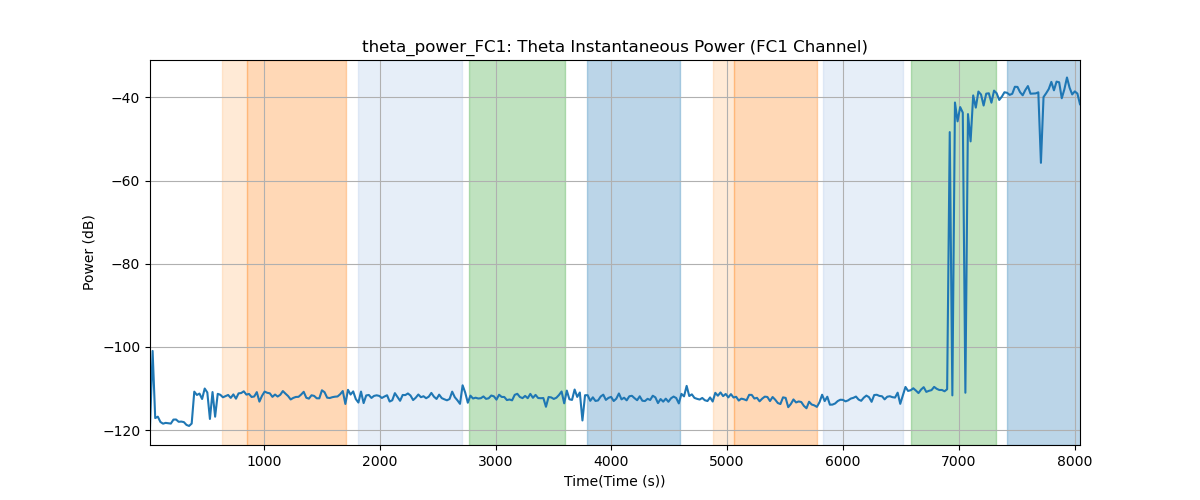 theta_power_FC1: Theta Instantaneous Power (FC1 Channel)
Power (dB)
−40
−60
−80
−100
−120
1000 2000 3000 4000 5000 6000 7000 8000
Time(Time (s))